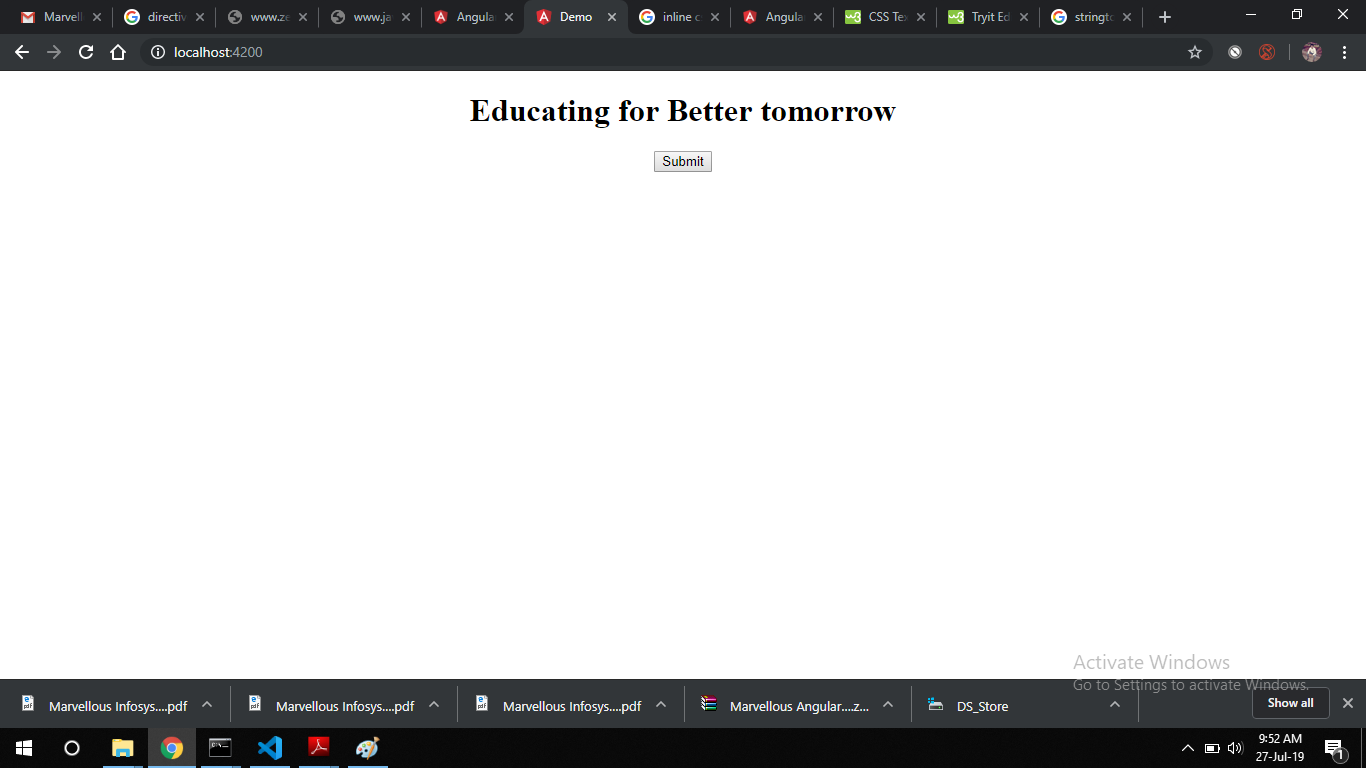 Marvell
directiv
www.ze
www.ja
Angula
Demo
inline c
Angula
CSS Te
Tryit Ed
stringto
localhost:4200
Educating for Better tomorrow
Submit
Activate Windows
Go to Settings to activate Windows.
Marvellous Infosys....pdf
Marvellous Infosys....pdf
Marvellous Infosys....pdf
Marvellous Angular....z...
DS_Store
Show all
9:52 AM
27-Jul-19
1